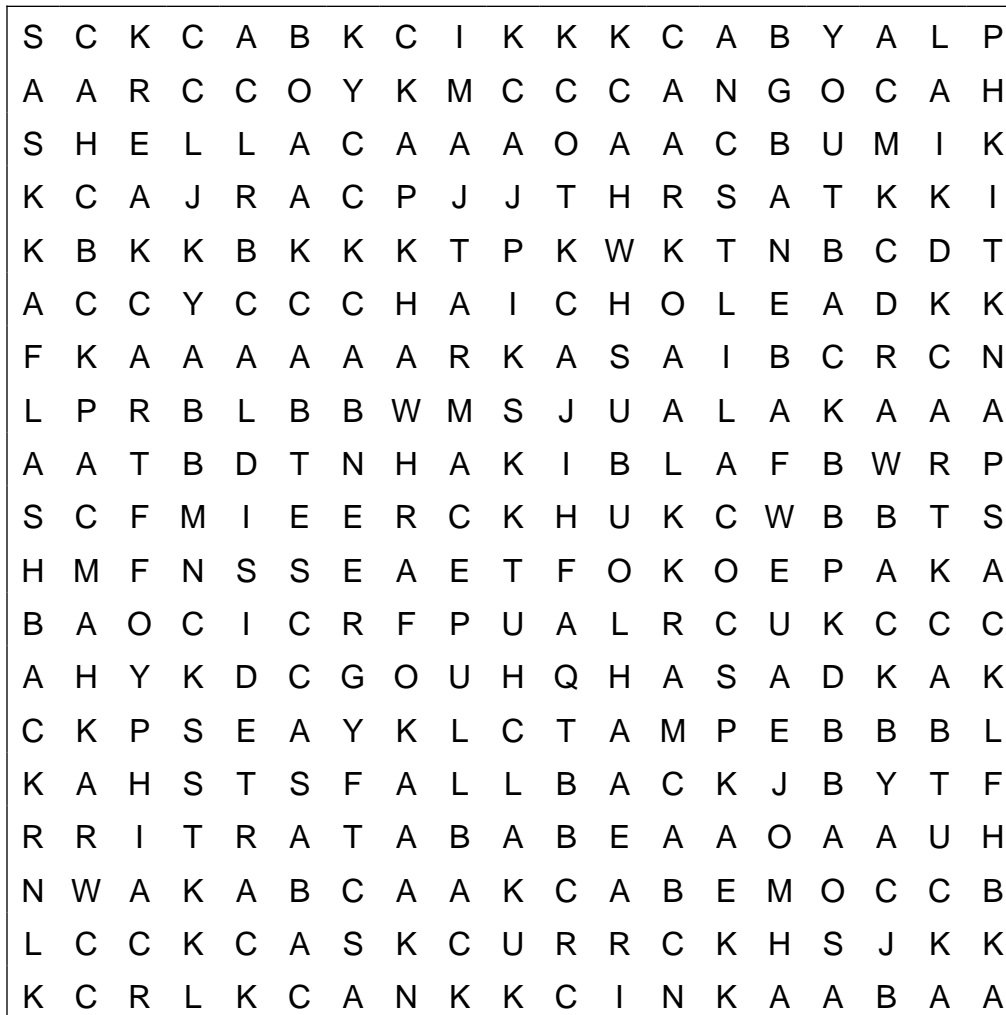 S C K C A B K C I K K K C A B Y A L P
A A R C C O Y K M C C C A N G O C A H
S H E L L A C A A A O A A C B U M I K
K C A J R A C P J J T H R S A T K K I
K B K K B K K K T P K W K T N B C D T
A C C Y C C C H A I C H O L E A D K K
F K A A A A A A R K A S A I B C R C N
L P R B L B B W M S J U A L A K A A A
A A T B D T N H A K I B L A F B W R P
S C F M I E E R C K H U K C W B B T S
H M F N S S E A E T F O K O E P A K A
B A O C I C R F P U A L R C U K C C C
A H Y K D C G O U H Q H A S A D K A K
C K P S E A Y K L C T A M P E B B B L
K A H S T S F A L L B A C K J B Y T F
R R I T R A T A B A B E A A O A A U H
N W A K A B C A A K C A B E M O C C B
L C C K C A S K C U R R C K H S J K K
K C R L K C A N K K C I N K A A B A A